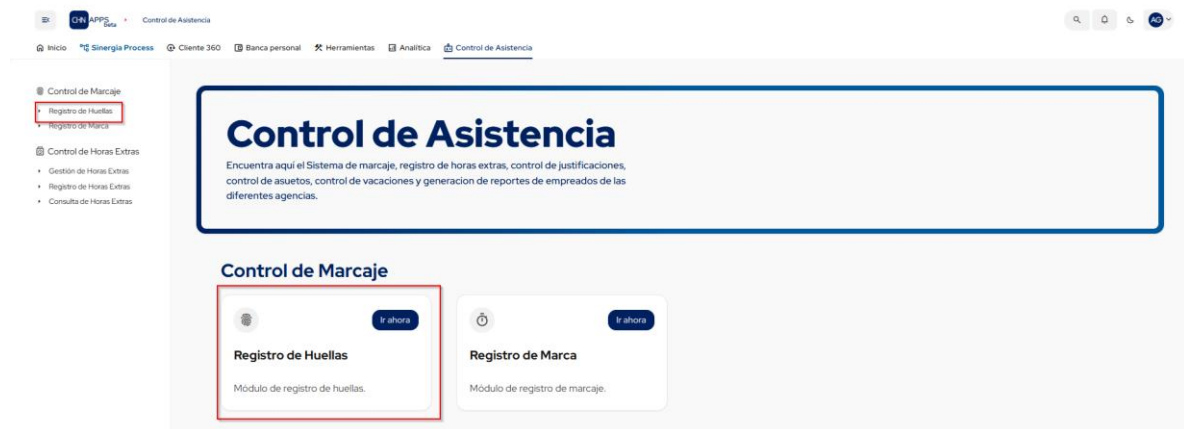 CHN APPS Beta • Control de Asistencia AG
Inicio Sinergia Process Cliente 360 Banca personal Herramientas Analítica Control de Asistencia
Control de Marcaje
Registro de Huellas
Registro de Marca
Control de Horas Extras
Gestión de Horas Extras
Registro de Horas Extras
Consulta de Horas Extras
Control de Asistencia
Encuentra aquí el Sistema de marcaje, registro de horas extras, control de justificaciones,
control de asuetos, control de vacaciones y generacion de reportes de empreados de las
diferentes agencias.
Control de Marcaje
Ir ahora
Registro de Huellas
Módulo de registro de huellas.
Ir ahora
Registro de Marca
Módulo de registro de marcaje.